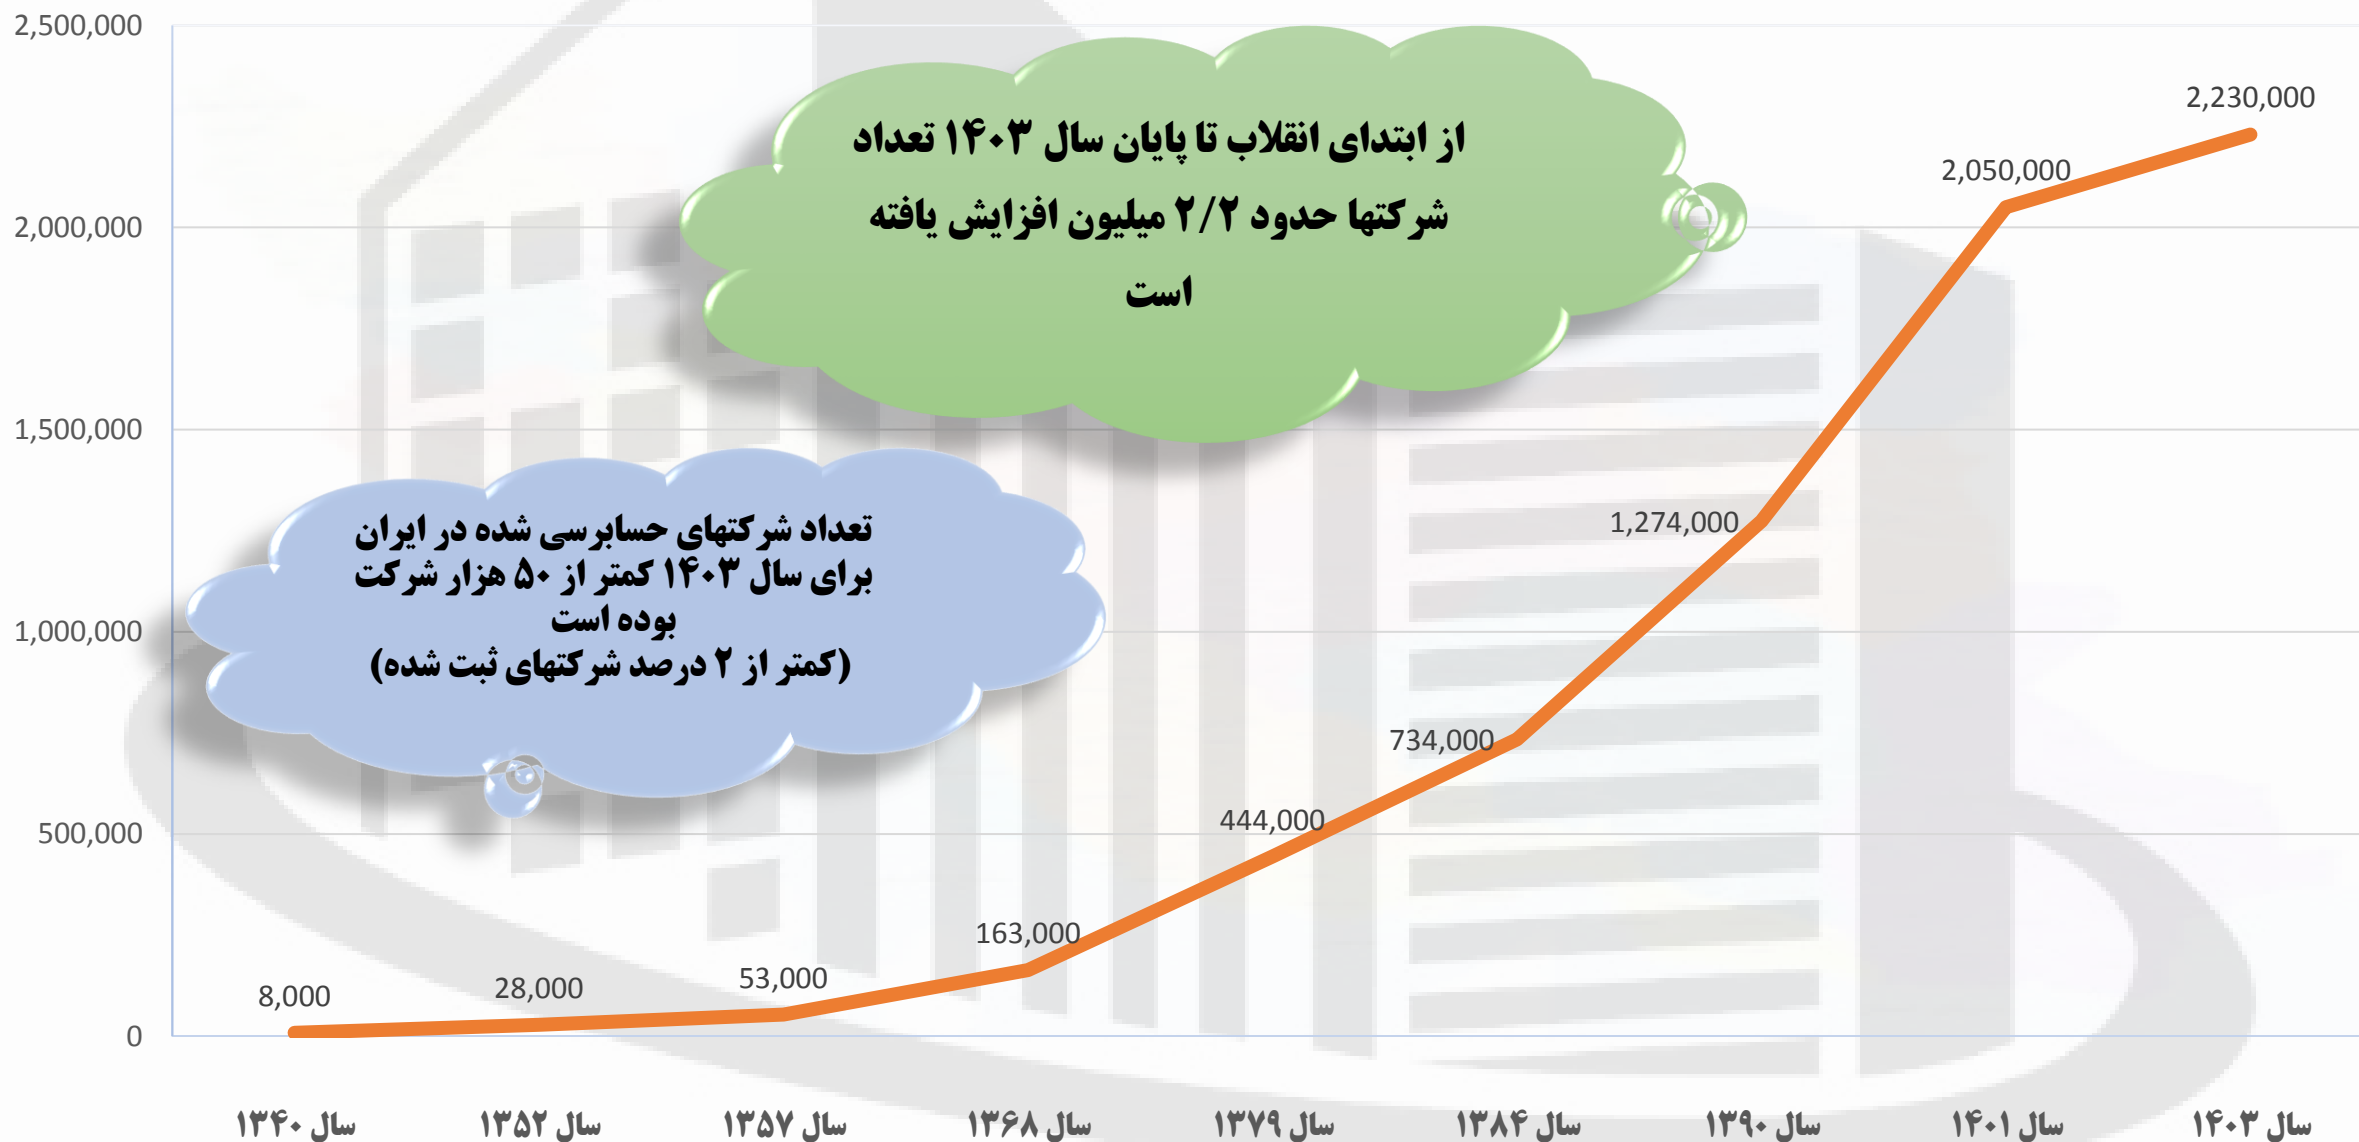 2,500,000
2,000,000
1,500,000
1,000,000
500,000
0
از ابتدای انقلاب تا پایان سال ۱۴۰۳ تعداد
شرکتها حدود ۲/۲ میلیون افزایش یافته
است
تعداد شرکتهای حسابرسی شده در ایران
برای سال ۱۴۰۳ کمتر از ۵۰ هزار شرکت
بوده است
(کمتر از ۲ درصد شرکتهای ثبت شده)
8,000
28,000
53,000
163,000
444,000
734,000
1,274,000
2,050,000
2,230,000
سال ۱۳۴۰
سال ۱۳۵۲
سال ۱۳۵۷
سال ۱۳۶۸
سال ۱۳۷۹
سال ۱۳۸۴
سال ۱۳۹۰
سال ۱۴۰۱
سال ۱۴۰۳